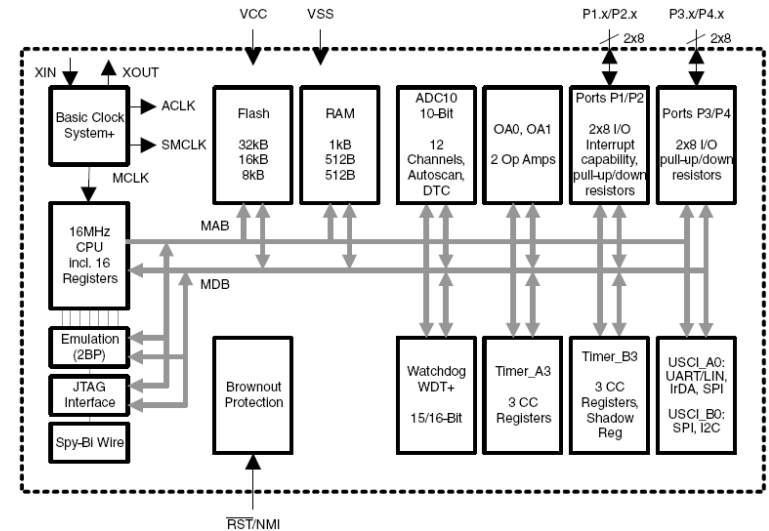 VCC
VSS
P1.x/P2.x
P3.x/P4.x
2x8
2x8
XIN
XOUT
Basic Clock
System+
ACLK
SMCLK
MCLK
Flash
32kB
16kB
8kB
RAM
1kB
512B
512B
ADC10
10-Bit
12
Channels,
Autoscan,
DTC
OA0, OA1
2 Op Amps
Ports P1/P2
2x8 I/O
Interrupt
capability,
pull-up/down
resistors
Ports P3/P4
2x8 I/O
pull-up/down
resistors
16MHz
CPU
incl. 16
Registers
MAB
MDB
Emulation
(2BP)
JTAG
Interface
Spy-Bi Wire
Brownout
Protection
Watchdog
WDT+
15/16-Bit
Timer_A3
3 CC
Registers
Timer_B3
3 CC
Registers,
Shadow
Reg
USCI_A0:
UART/LIN,
IrDA, SPI
USCI_B0:
SPI, I2C
RST/NMI